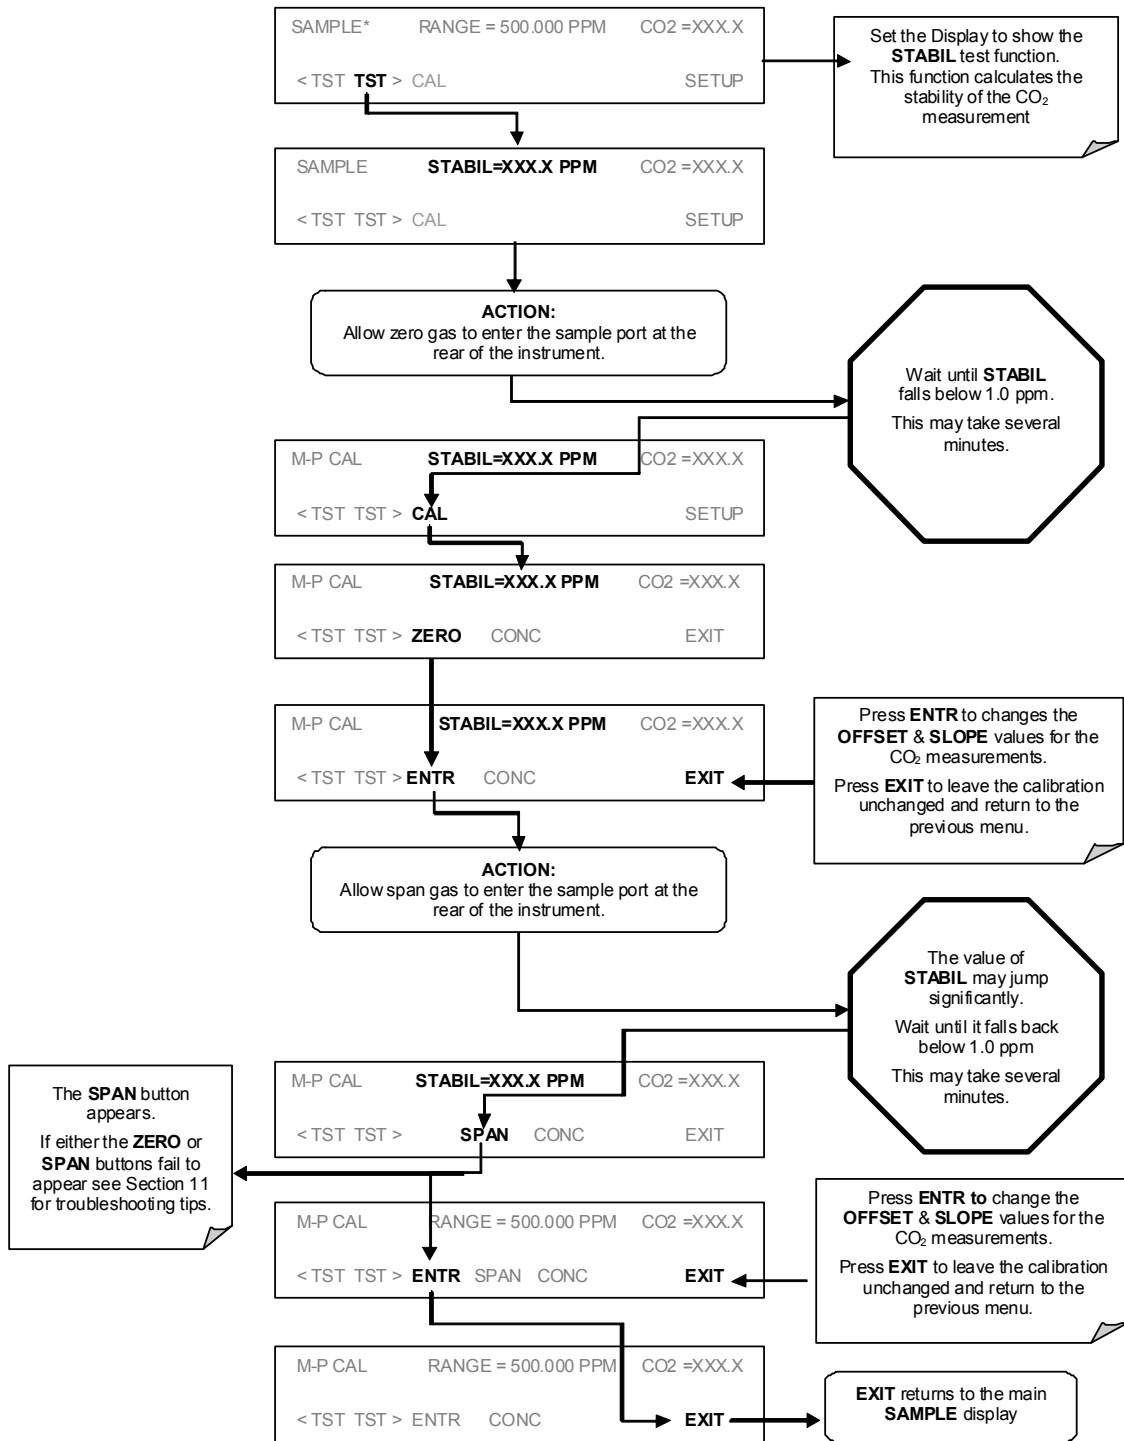 SAMPLE* RANGE = 500.000 PPM CO2 =XXX.X
< TST TST > CAL SETUP
Set the Display to show the
STABIL test function.
This function calculates the
stability of the CO2
measurement
SAMPLE STABIL=XXX.X PPM CO2 =XXX.X
< TST TST > CAL SETUP
ACTION:
Allow zero gas to enter the sample port at the
rear of the instrument.
Wait until STABIL
falls below 1.0 ppm.
This may take several
minutes.
M-P CAL STABIL=XXX.X PPM CO2 =XXX.X
< TST TST > CAL SETUP
M-P CAL STABIL=XXX.X PPM CO2 =XXX.X
< TST TST > ZERO CONC EXIT
M-P CAL STABIL=XXX.X PPM CO2 =XXX.X
< TST TST > ENTR CONC EXIT
Press ENTR to changes the
OFFSET & SLOPE values for the
CO2 measurements.
Press EXIT to leave the calibration
unchanged and return to the
previous menu.
ACTION:
Allow span gas to enter the sample port at the
rear of the instrument.
The value of
STABIL may jump
significantly.
Wait until it falls back
below 1.0 ppm
This may take several
minutes.
M-P CAL STABIL=XXX.X PPM CO2 =XXX.X
< TST TST > SPAN CONC EXIT
The SPAN button
appears.
If either the ZERO or
SPAN buttons fail to
appear see Section 11
for troubleshooting tips.
M-P CAL RANGE = 500.000 PPM CO2 =XXX.X
< TST TST > ENTR SPAN CONC EXIT
Press ENTR to change the
OFFSET & SLOPE values for the
CO2 measurements.
Press EXIT to leave the calibration
unchanged and return to the
previous menu.
M-P CAL RANGE = 500.000 PPM CO2 =XXX.X
< TST TST > ENTR CONC EXIT
EXIT returns to the main
SAMPLE display